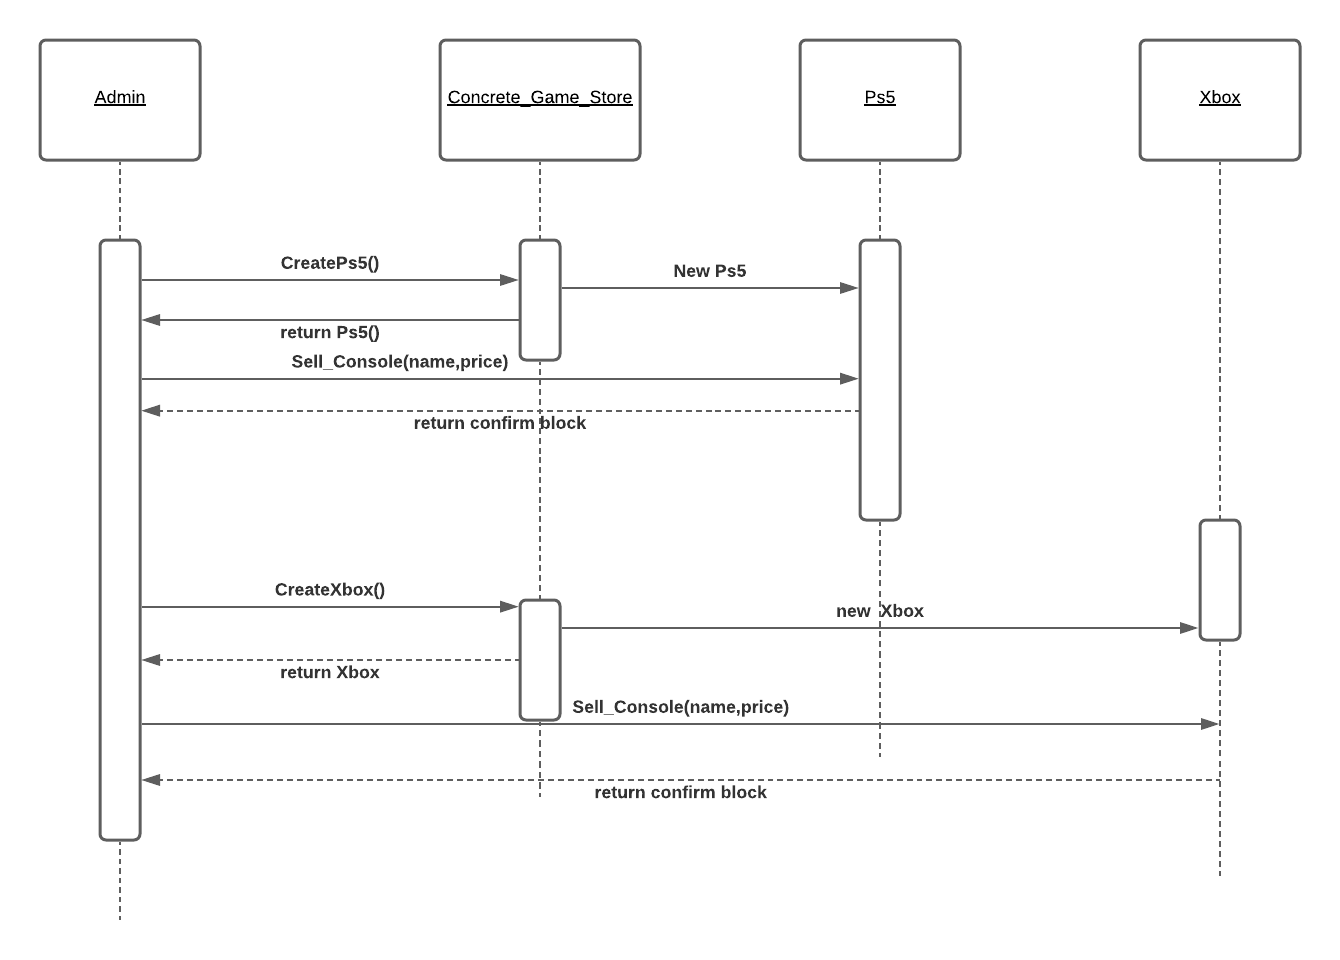 Admin
Concrete_Game_Store
Ps5
Xbox
CreatePs5()
New Ps5
return Ps5()
Sell_Console(name,price)
return confirm block
CreateXbox()
new  Xbox
return Xbox
Sell_Console(name,price)
return confirm block